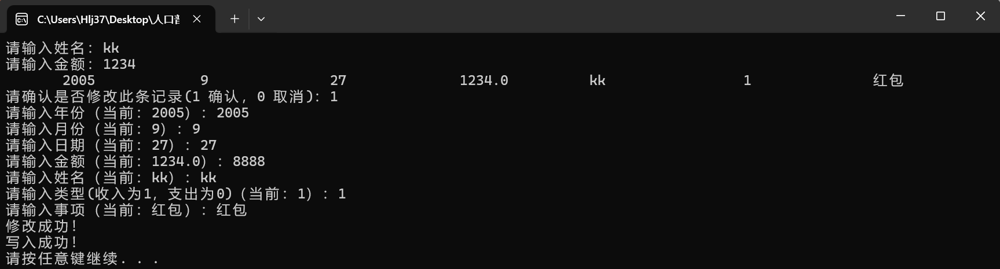 C:\Users\Hlj37\Desktop\人口普
请输入姓名: kk
请输入金额: 1234
2005 9 27 1234.0 kk 1 红包
请确认是否修改此条记录(1 确认, 0 取消): 1
请输入年份 (当前: 2005) : 2005
请输入月份 (当前: 9) : 9
请输入日期 (当前: 27) : 27
请输入金额 (当前: 1234.0) : 8888
请输入姓名 (当前: kk) : kk
请输入类型(收入为1, 支出为0) (当前: 1) : 1
请输入事项 (当前: 红包) : 红包
修改成功!
写入成功!
请按任意键继续. . .